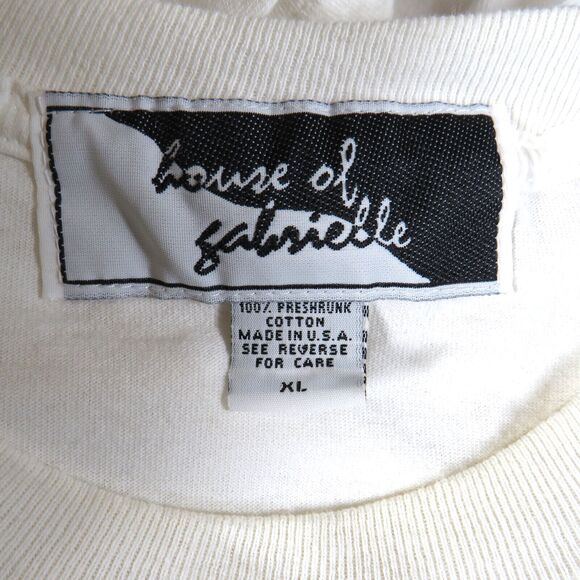 house of
gabrielle
100% PRESHRUNK
COTTON
MADE IN U.S.A.
SEE REVERSE
FOR CARE
XL